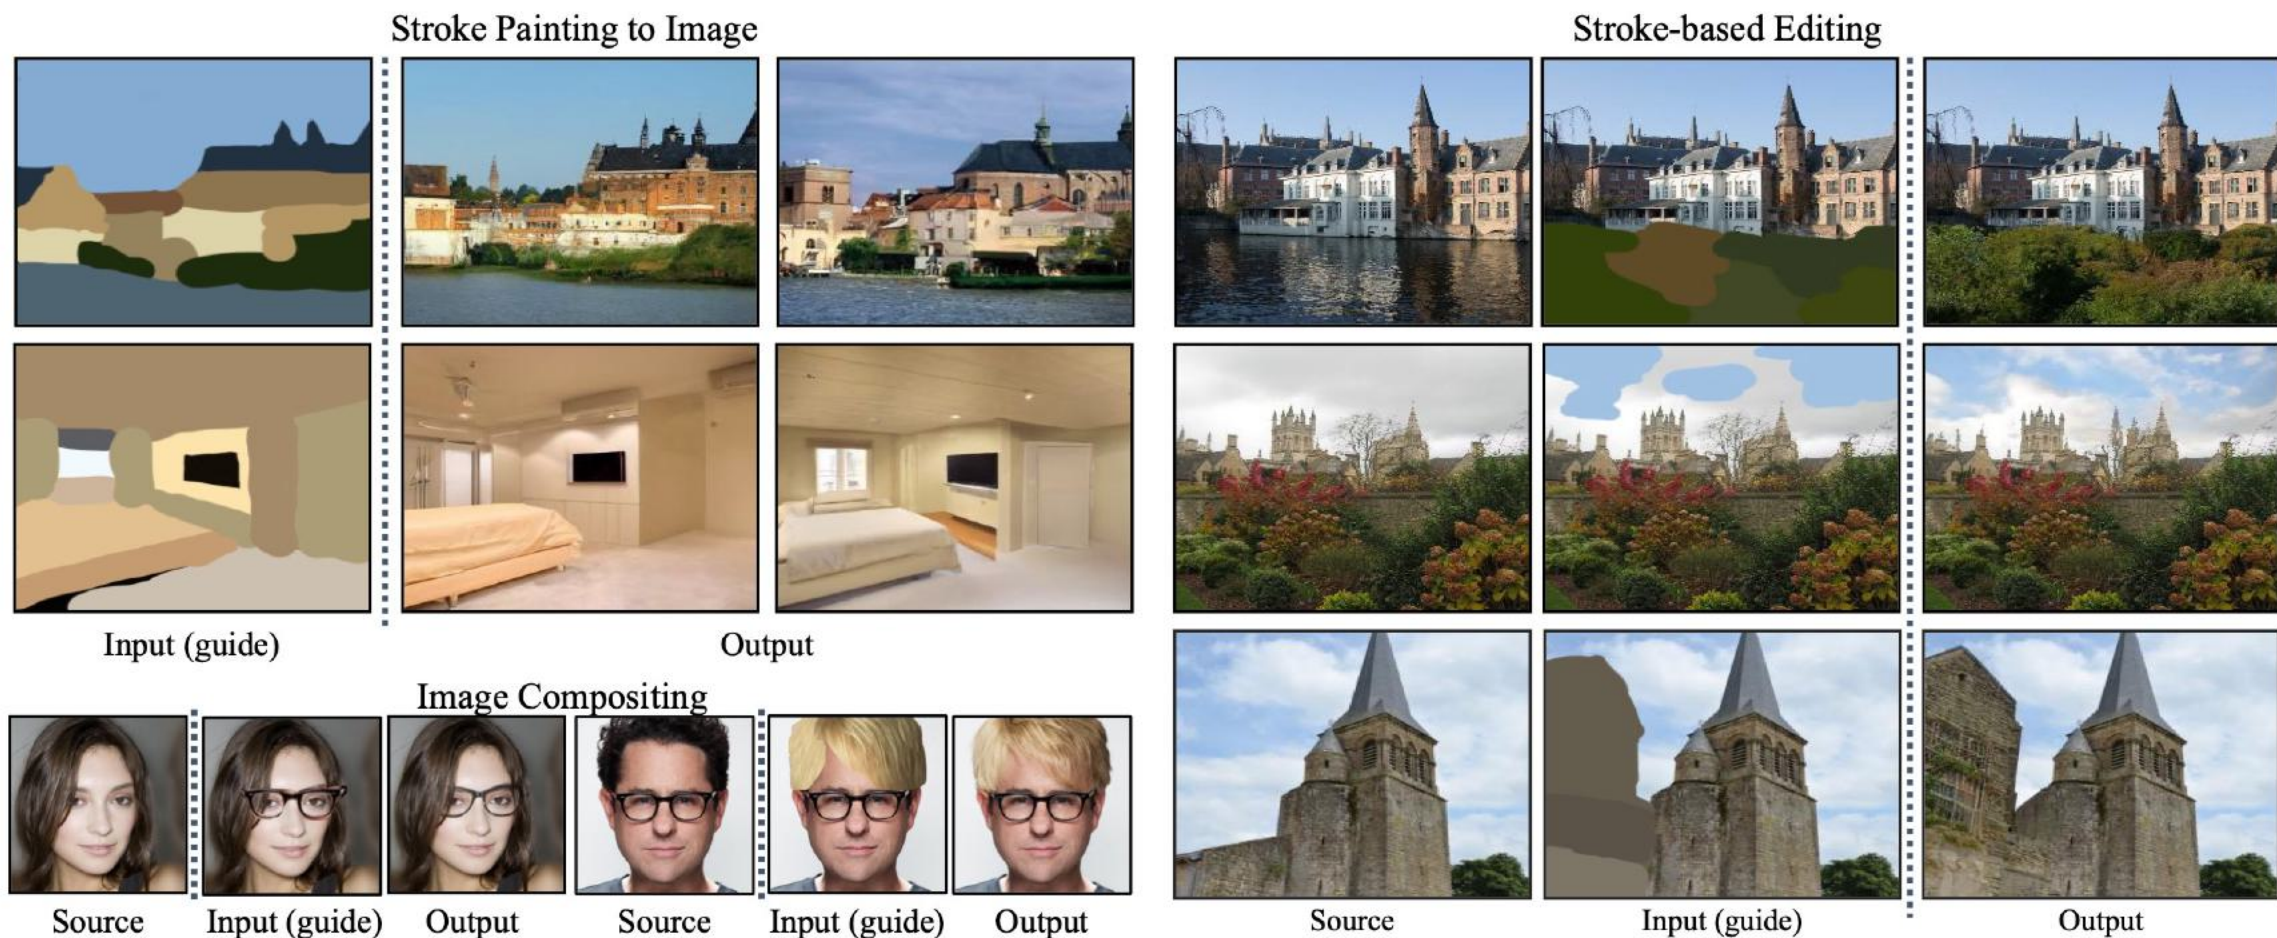 Stroke Painting to Image
Input (guide)
Output
Image Compositing
Source
Input (guide)
Output
Source
Input (guide)
Output
Stroke-based Editing
Source
Input (guide)
Output